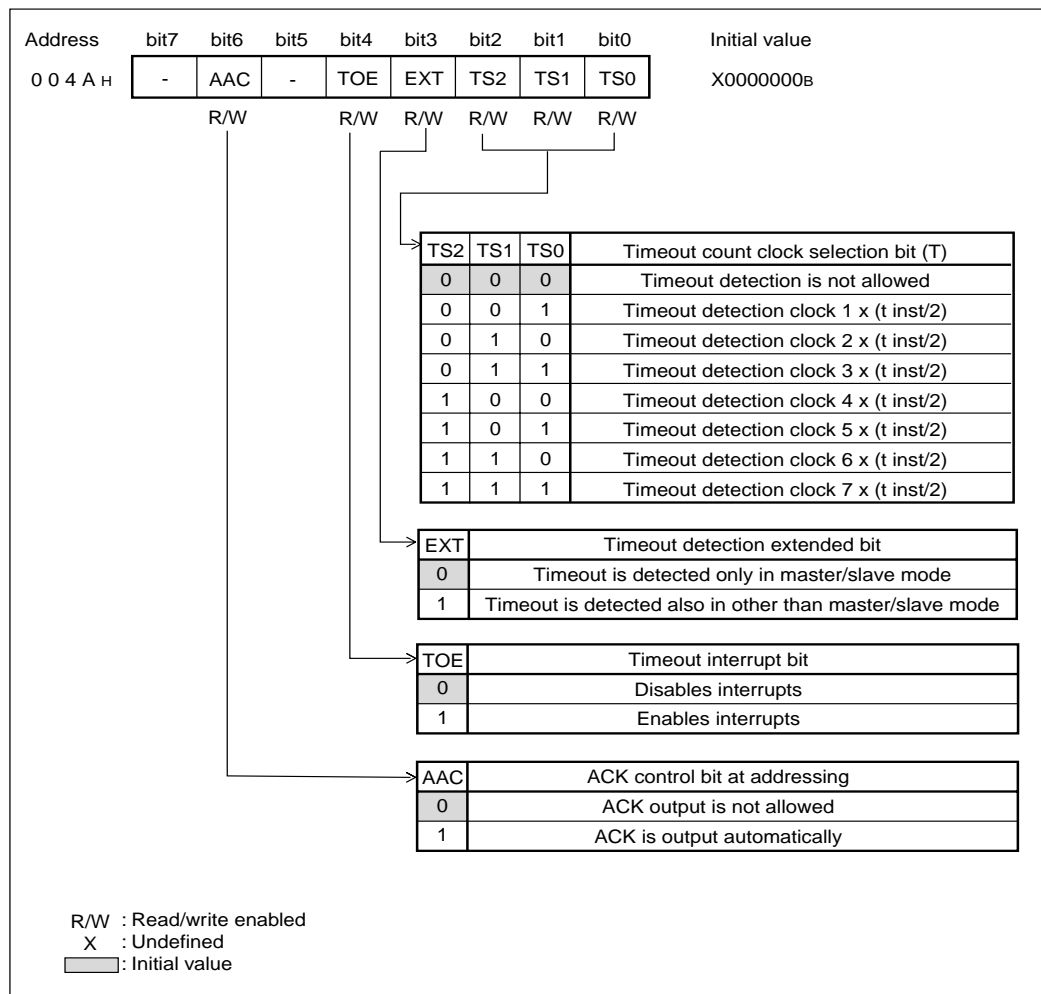 Address bit7 bit6 bit5 bit4 bit3 bit2 bit1 bit0 Initial value
004AH - AAC - TOE EXT TS2 TS1 TS0 X0000000B
R/W R/W R/W R/W R/W R/W
TS2 TS1 TS0 Timeout count clock selection bit (T)
0 0 0 Timeout detection is not allowed
0 0 1 Timeout detection clock 1 x (t inst/2)
0 1 0 Timeout detection clock 2 x (t inst/2)
0 1 1 Timeout detection clock 3 x (t inst/2)
1 0 0 Timeout detection clock 4 x (t inst/2)
1 0 1 Timeout detection clock 5 x (t inst/2)
1 1 0 Timeout detection clock 6 x (t inst/2)
1 1 1 Timeout detection clock 7 x (t inst/2)
EXT Timeout detection extended bit
0 Timeout is detected only in master/slave mode
1 Timeout is detected also in other than master/slave mode
TOE Timeout interrupt bit
0 Disables interrupts
1 Enables interrupts
AAC ACK control bit at addressing
0 ACK output is not allowed
1 ACK is output automatically
R/W : Read/write enabled
X : Undefined
: Initial value